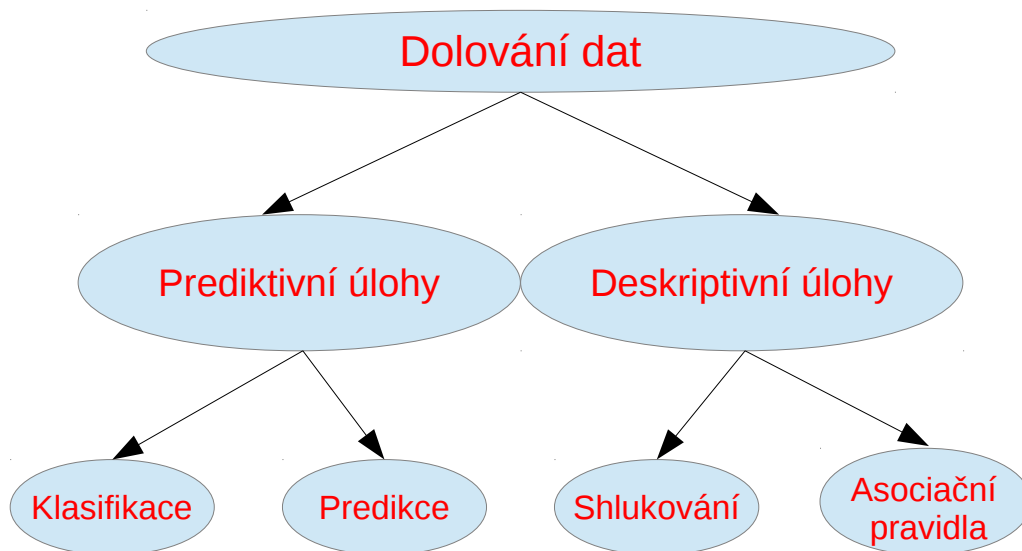 Dolování dat
Prediktivní úlohy
Deskriptivní úlohy
Klasifikace
Predikce
Shlukování
Asociační
pravidla